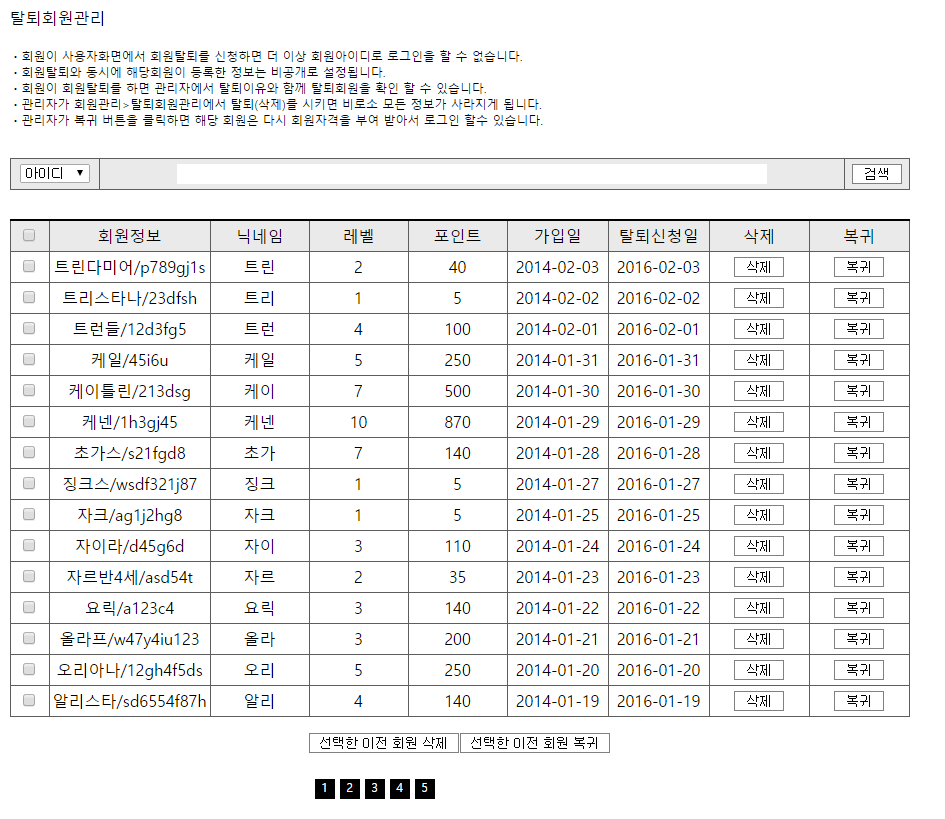 탈퇴회원관리
· 회원이 사용자화면에서 회원탈퇴를 신청하면 더 이상 회원아이디로 로그인을 할 수 없습니다.
· 회원탈퇴와 동시에 해당회원이 등록한 정보는 비공개로 설정됩니다.
· 회원이 회원탈퇴를 하면 관리자에서 탈퇴이유와 함께 탈퇴회원을 확인 할 수 있습니다.
· 관리자가 회원관리>탈퇴회원관리에서 탈퇴(삭제)를 시키면 비로소 모든 정보가 사라지게 됩니다.
· 관리자가 복귀 버튼을 클릭하면 해당 회원은 다시 회원자격을 부여 받아서 로그인 할수 있습니다.
아이디 검색
회원정보 닉네임 레벨 포인트 가입일 탈퇴신청일 삭제 복귀
트린다미어/p789gj1s 트린 2 40 2014-02-03 2016-02-03 삭제 복귀
트리스타나/23dfsh 트리 1 5 2014-02-02 2016-02-02 삭제 복귀
트런들/12d3fg5 트런 4 100 2014-02-01 2016-02-01 삭제 복귀
케일/45i6u 케일 5 250 2014-01-31 2016-01-31 삭제 복귀
케이틀린/213dsg 케이 7 500 2014-01-30 2016-01-30 삭제 복귀
케넨/1h3gj45 케넨 10 870 2014-01-29 2016-01-29 삭제 복귀
초가스/s21fgd8 초가 7 140 2014-01-28 2016-01-28 삭제 복귀
징크스/wsdf321j87 징크 1 5 2014-01-27 2016-01-27 삭제 복귀
자크/ag1j2hg8 자크 1 5 2014-01-25 2016-01-25 삭제 복귀
자이라/d45g6d 자이 3 110 2014-01-24 2016-01-24 삭제 복귀
자르반4세/asd54t 자르 2 35 2014-01-23 2016-01-23 삭제 복귀
요릭/a123c4 요릭 3 140 2014-01-22 2016-01-22 삭제 복귀
올라프/w47y4iu123 올라 3 200 2014-01-21 2016-01-21 삭제 복귀
오리아나/12gh4f5ds 오리 5 250 2014-01-20 2016-01-20 삭제 복귀
알리스타/sd6554f87h 알리 4 140 2014-01-19 2016-01-19 삭제 복귀
선택한 이전 회원 삭제 선택한 이전 회원 복귀
1 2 3 4 5